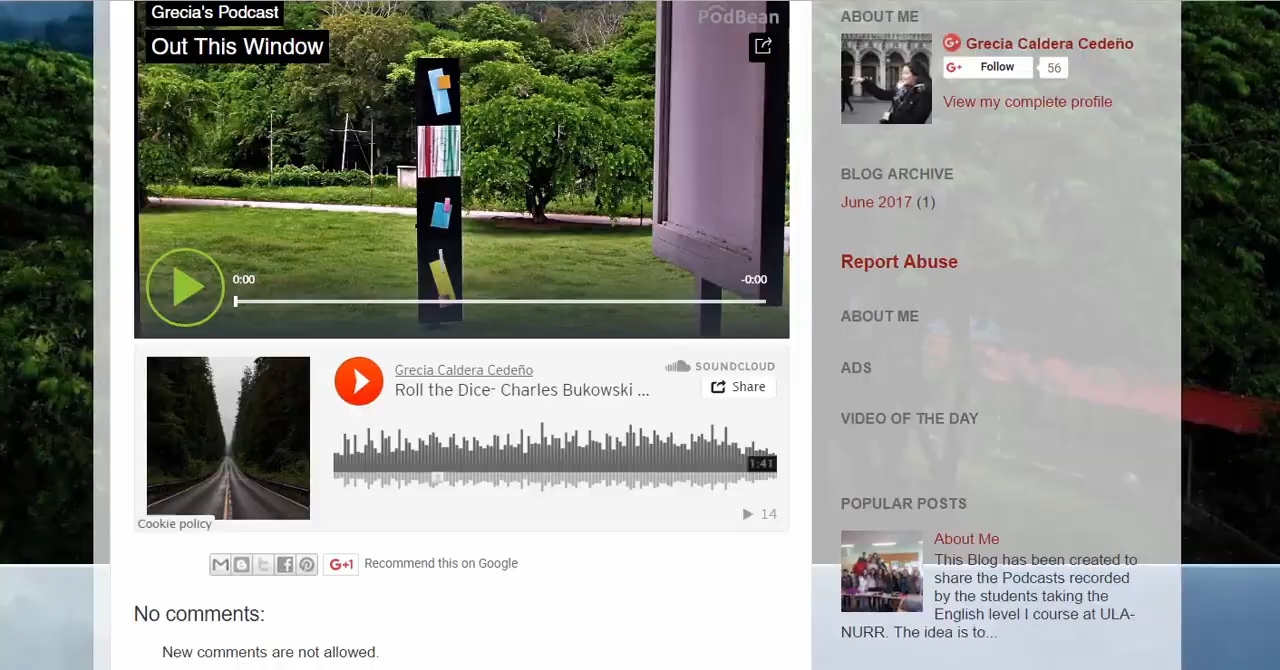 Grecia's Podcast
PodBean
Out This Window
0:00
-0:00
Grecia Caldera Cedeño
SOUNDCLOUD
Roll the Dice- Charles Bukowski ...
Share
1:41
14
Cookie policy
G+1 Recommend this on Google
No comments:
New comments are not allowed.
ABOUT ME
G+ Grecia Caldera Cedeño
G+ Follow 56
View my complete profile
BLOG ARCHIVE
June 2017 (1)
Report Abuse
ABOUT ME
ADS
VIDEO OF THE DAY
POPULAR POSTS
About Me
This Blog has been created to
share the Podcasts recorded
by the students taking the
English level I course at ULA-
NURR. The idea is to...